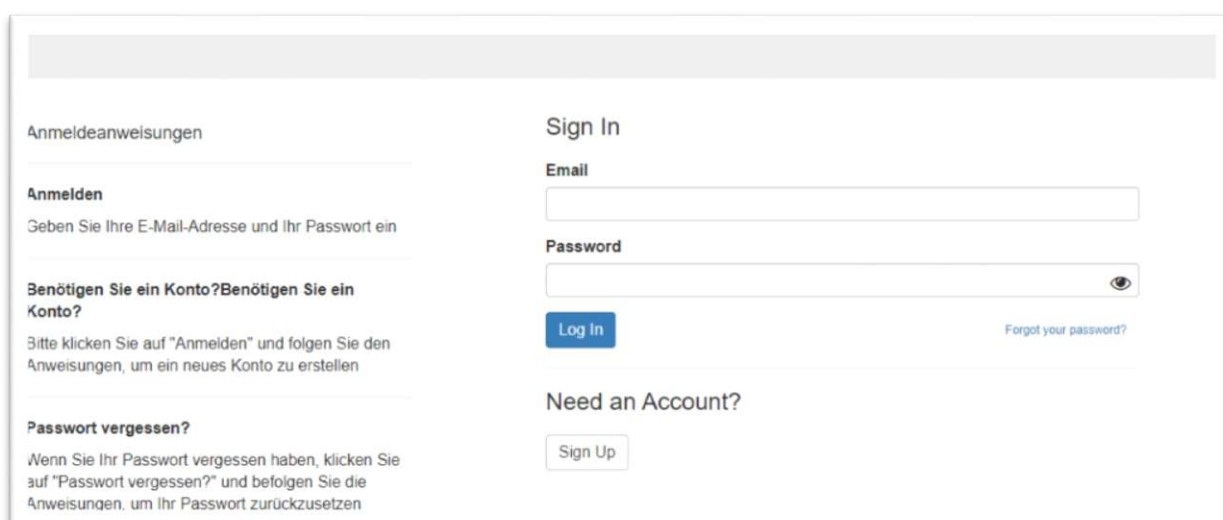 Anmeldeanweisungen
Anmelden
Geben Sie Ihre E-Mail-Adresse und Ihr Passwort ein
Benötigen Sie ein Konto?Benötigen Sie ein
Konto?
Bitte klicken Sie auf "Anmelden" und folgen Sie den
Anweisungen, um ein neues Konto zu erstellen
Passwort vergessen?
Wenn Sie Ihr Passwort vergessen haben, klicken Sie
auf "Passwort vergessen?" und befolgen Sie die
Anweisungen, um Ihr Passwort zurückzusetzen
Sign In
Email
Password
Log In
Forgot your password?
Need an Account?
Sign Up